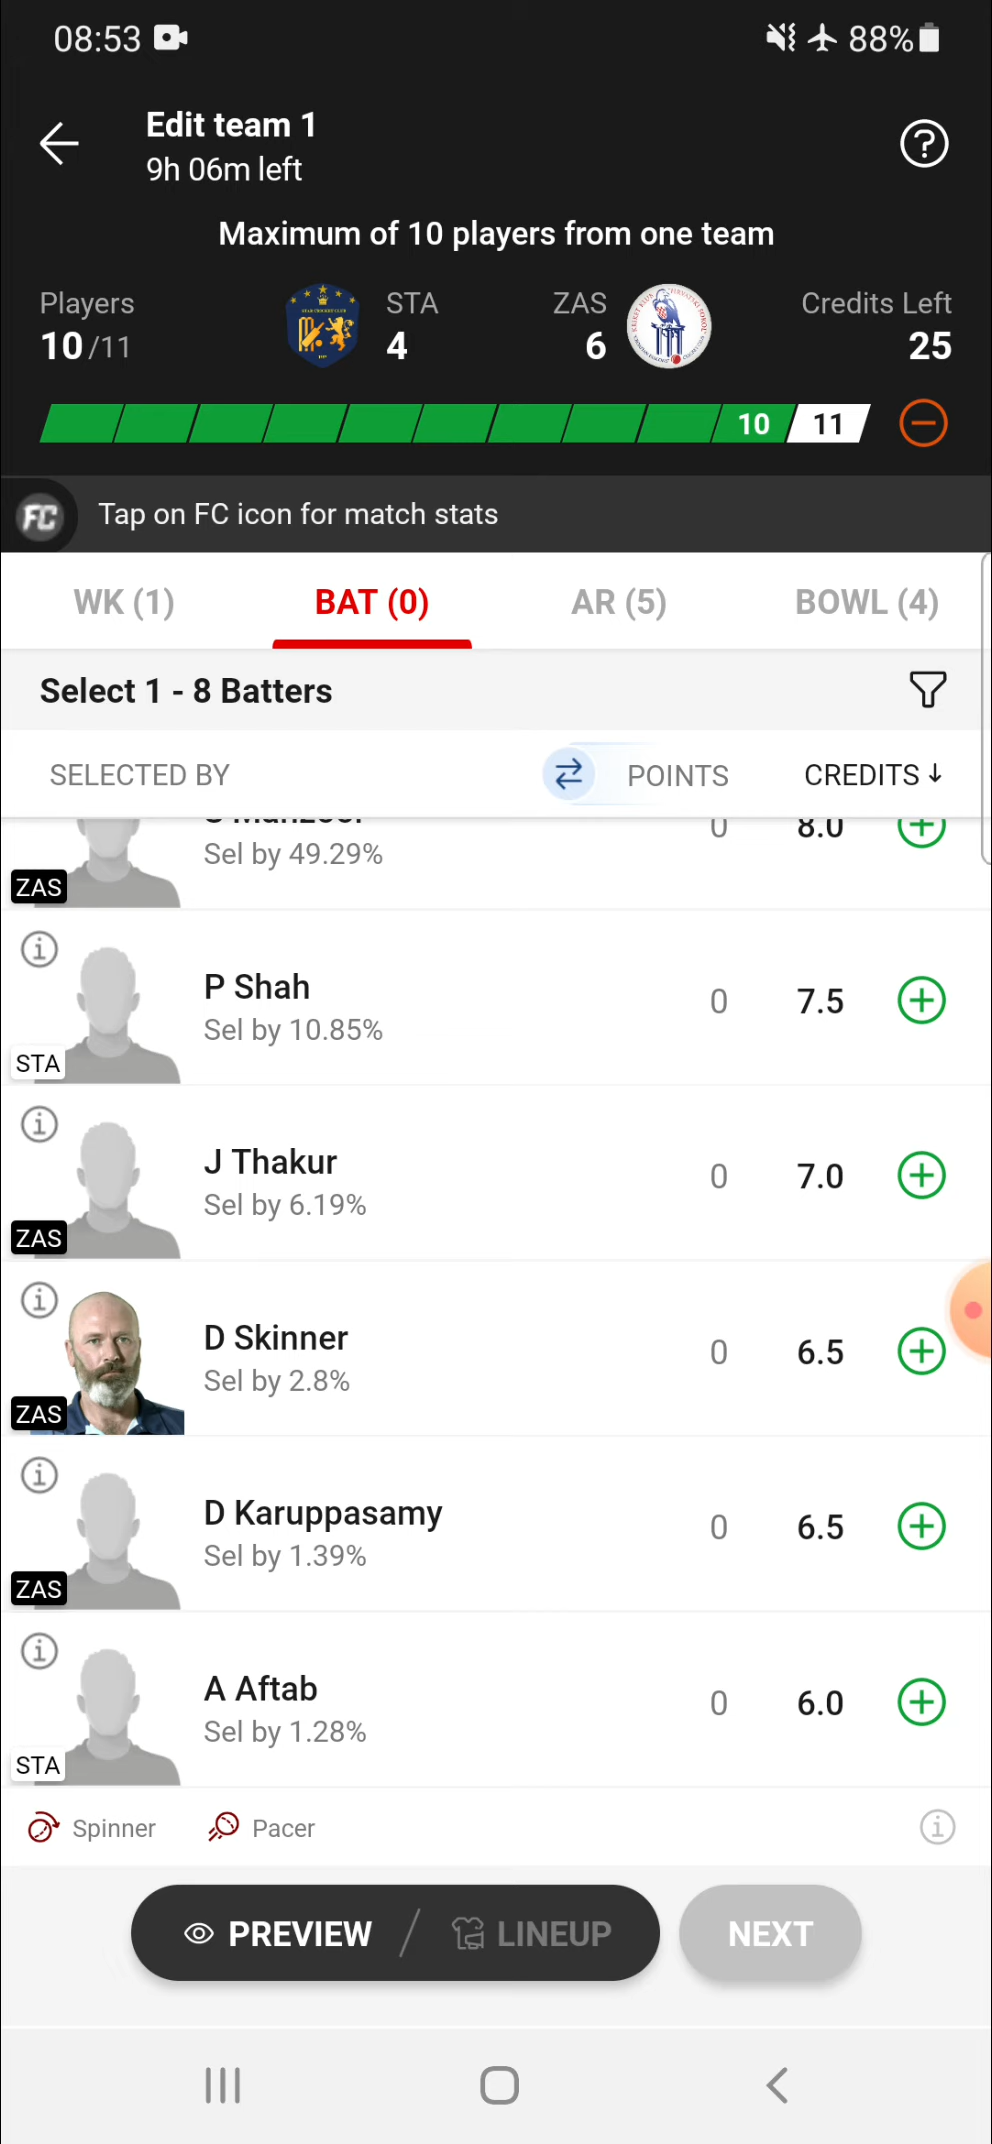 08:53
88%
Edit team 1
9h 06m left
Maximum of 10 players from one team
Players
10/11
STA
4
ZAS
6
Credits Left
25
10
11
FC
Tap on FC icon for match stats
WK (1)
BAT (0)
AR (5)
BOWL (4)
Select 1 - 8 Batters
SELECTED BY
POINTS
CREDITS
0
8.0
Sel by 49.29%
ZAS
P Shah
0
7.5
Sel by 10.85%
STA
J Thakur
0
7.0
Sel by 6.19%
ZAS
D Skinner
0
6.5
Sel by 2.8%
ZAS
D Karuppasamy
0
6.5
Sel by 1.39%
ZAS
A Aftab
0
6.0
Sel by 1.28%
STA
Spinner
Pacer
PREVIEW
LINEUP
NEXT